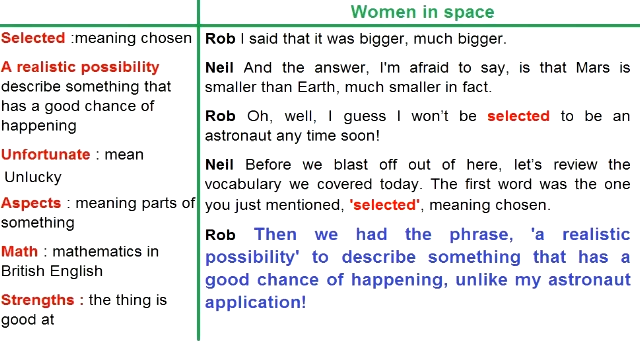 Women in space
Selected :meaning chosen
A realistic possibility
describe something that
has a good chance of
happening
Unfortunate : mean
Unlucky
Aspects : meaning parts of
something
Math : mathematics in
British English
Strengths : the thing is
good at
Rob I said that it was bigger, much bigger.
Neil And the answer, I'm afraid to say, is that Mars is
smaller than Earth, much smaller in fact.
Rob Oh, well, I guess I won't be selected to be an
astronaut any time soon!
Neil Before we blast off out of here, let's review the
vocabulary we covered today. The first word was the one
you just mentioned, 'selected', meaning chosen.
Rob Then we had the phrase, 'a realistic
possibility' to describe something that has a
good chance of happening, unlike my astronaut
application!